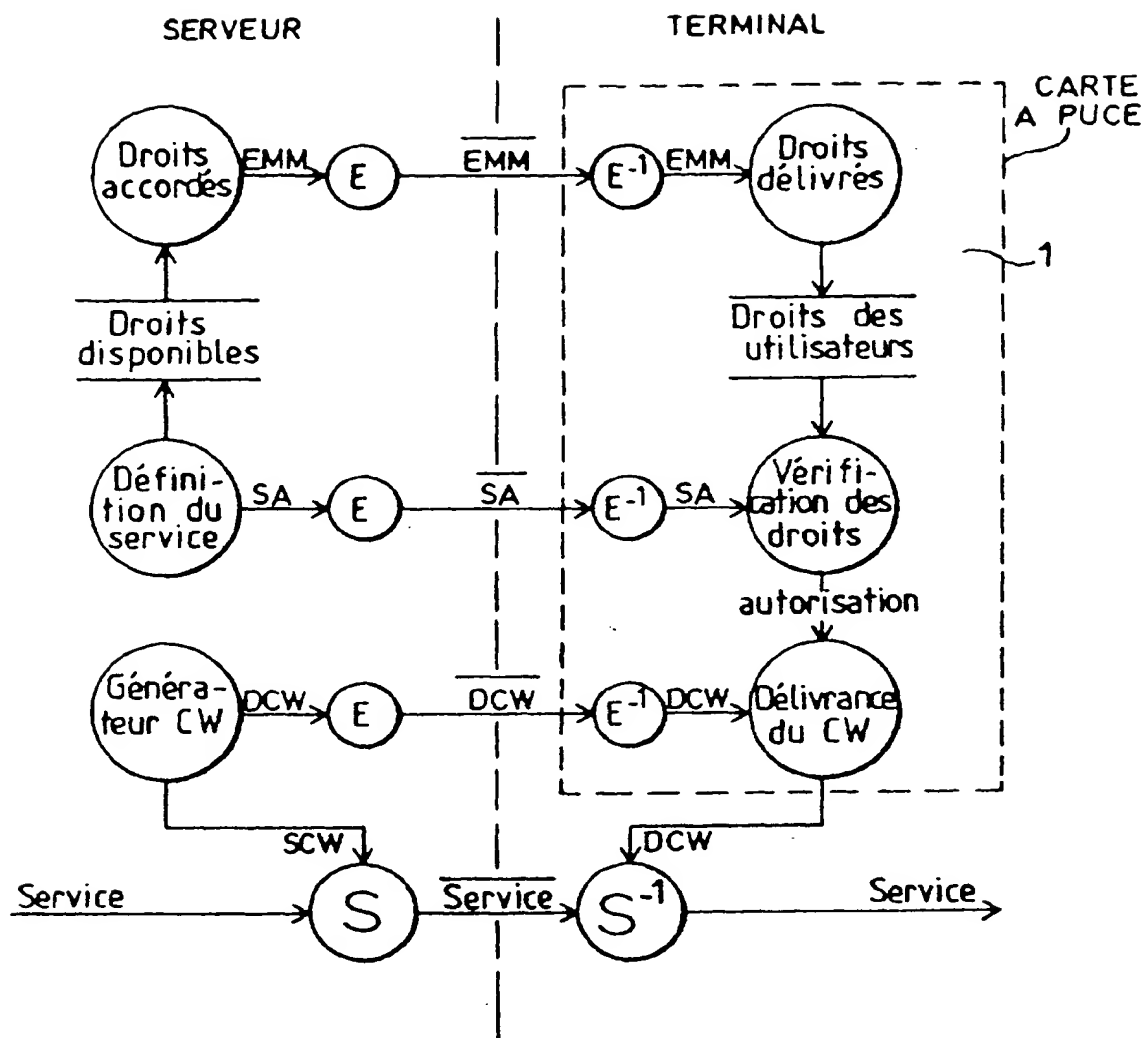 SERVEUR
TERMINAL
CARTE
A PUCE
Droits
accordés
EMM
E
EMM
E-1
EMM
Droits
délivrés
1
Droits
disponibles
Droits des
utilisateurs
Défini-
tion du
service
SA
E
SA
E-1
SA
Vérifi-
cation des
droits
autorisation
Généra-
teur CW
DCW
E
DCW
E-1
DCW
Délivrance
du CW
SCW
DCW
Service
S
Service
S-1
Service